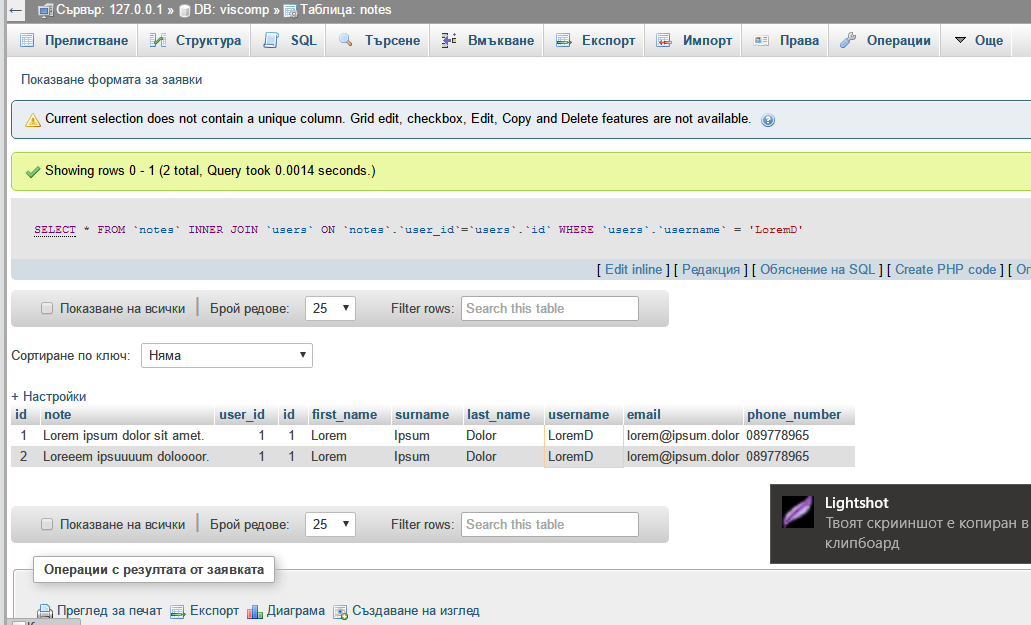 ← Сървър: 127.0.0.1 » DB: viscomp » Таблица: notes
Прелистване Структура SQL Търсене Вмъкване Експорт Импорт Права Операции Още
Показване формата за заявки
Current selection does not contain a unique column. Grid edit, checkbox, Edit, Copy and Delete features are not available.
Showing rows 0 - 1 (2 total, Query took 0.0014 seconds.)
SELECT * FROM `notes` INNER JOIN `users` ON `notes`.`user_id`=`users`.`id` WHERE `users`.`username` = 'LoremD'
[ Edit inline ] [ Редакция ] [ Обяснение на SQL ] [ Create PHP code ] [ Оп
Показване на всички | Брой редове: 25 Filter rows: Search this table
Сортиране по ключ: Няма
+ Настройки
id note user_id id first_name surname last_name username email phone_number
1 Lorem ipsum dolor sit amet. 1 1 Lorem Ipsum Dolor LoremD lorem@ipsum.dolor 089778965
2 Loreeem ipsuuuum doloooor. 1 1 Lorem Ipsum Dolor LoremD lorem@ipsum.dolor 089778965
Lightshot
Твоят скрииншот е копиран в
клипбоард
Показване на всички | Брой редове: 25 Filter rows: Search this table
Операции с резултата от заявката
Преглед за печат Експорт Диаграма Създаване на изглед